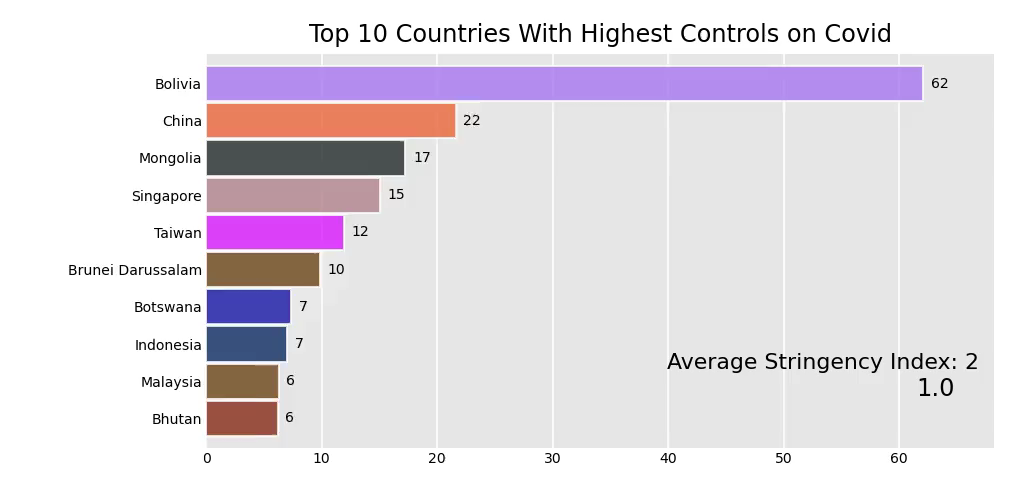 Top 10 Countries With Highest Controls on Covid
Bolivia 62
China 22
Mongolia 17
Singapore 15
Taiwan 12
Brunei Darussalam 10
Botswana 7
Indonesia 7
Average Stringency Index: 2
Malaysia 6
1.0
Bhutan 6
0 10 20 30 40 50 60